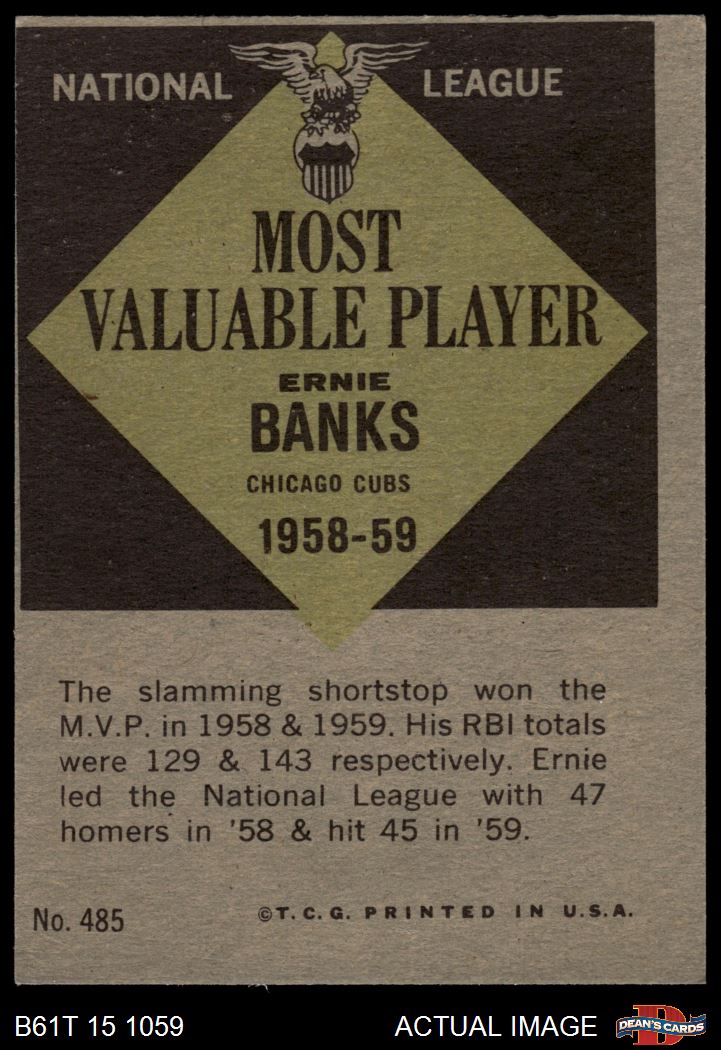 NATIONAL LEAGUE
MOST
VALUABLE PLAYER
ERNIE
BANKS
CHICAGO CUBS
1958-59
The slamming shortstop won the
M.V.P. in 1958 & 1959. His RBI totals
were 129 & 143 respectively. Ernie
led the National League with 47
homers in '58 & hit 45 in '59.
No. 485 ©T.C.G. PRINTED IN U.S.A.
B61T 15 1059 ACTUAL IMAGE DEAN'S CARDS